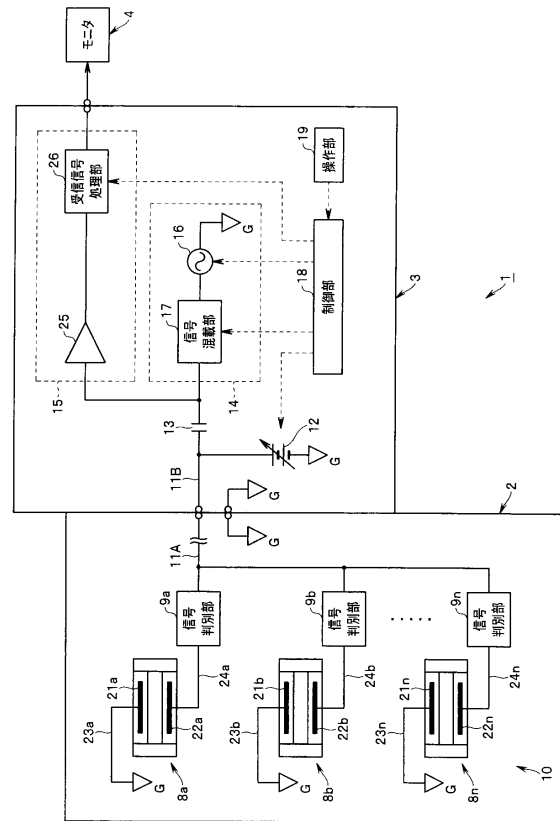 モニタ
4
26
受信信号
処理部
25
15
19
操作部
16
G
17
信号
混載部
14
18
制御部
3
1
13
12
G
11B
2
G
G
11A
9a
信号
判別部
9b
信号
判別部
.....
9n
信号
判別部
21a
23a
24a
22a
G
8a
21b
23b
24b
22b
G
8b
21n
23n
24n
22n
G
8n
10